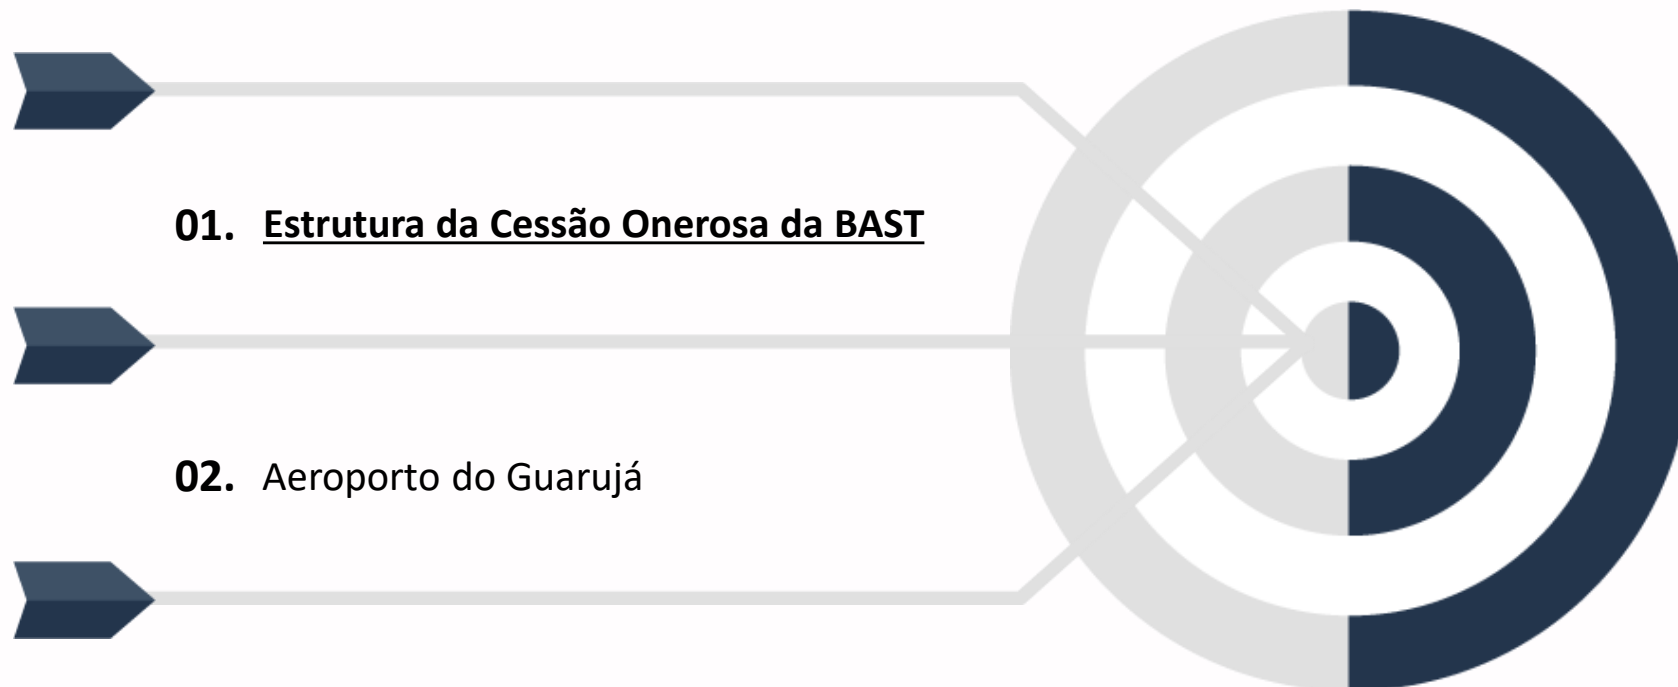 01. Estrutura da Cessão Onerosa da BAST
02. Aeroporto do Guarujá